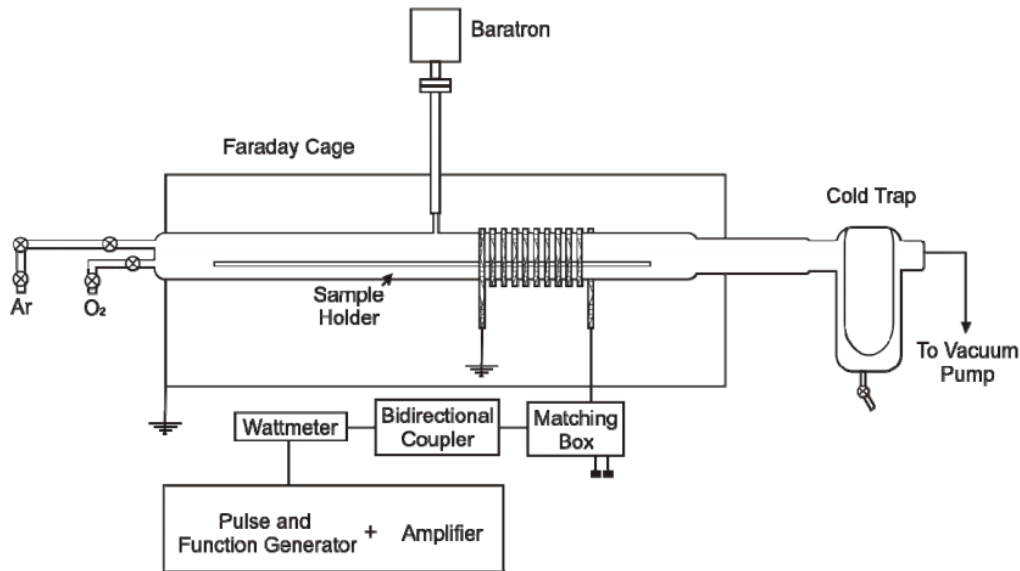 Baratron
Faraday Cage
Cold Trap
Ar
O₂
Sample
Holder
To Vacuum
Pump
Wattmeter
Bidirectional
Coupler
Matching
Box
Pulse and
Function Generator + Amplifier